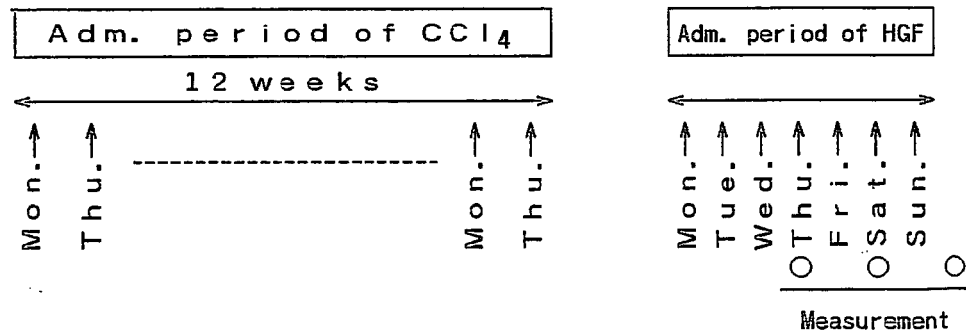 Adm. period of CCl4
Adm. period of HGF
12 weeks
Mon.
Thu.
Mon.
Thu.
Mon.
Tue.
Wed.
Thu.
Fri.
Sat.
Sun.
Measurement